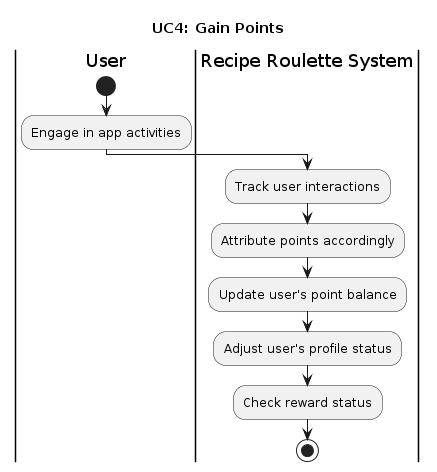 UC4: Gain Points
User
Recipe Roulette System
Engage in app activities
Track user interactions
Attribute points accordingly
Update user's point balance
Adjust user's profile status
Check reward status